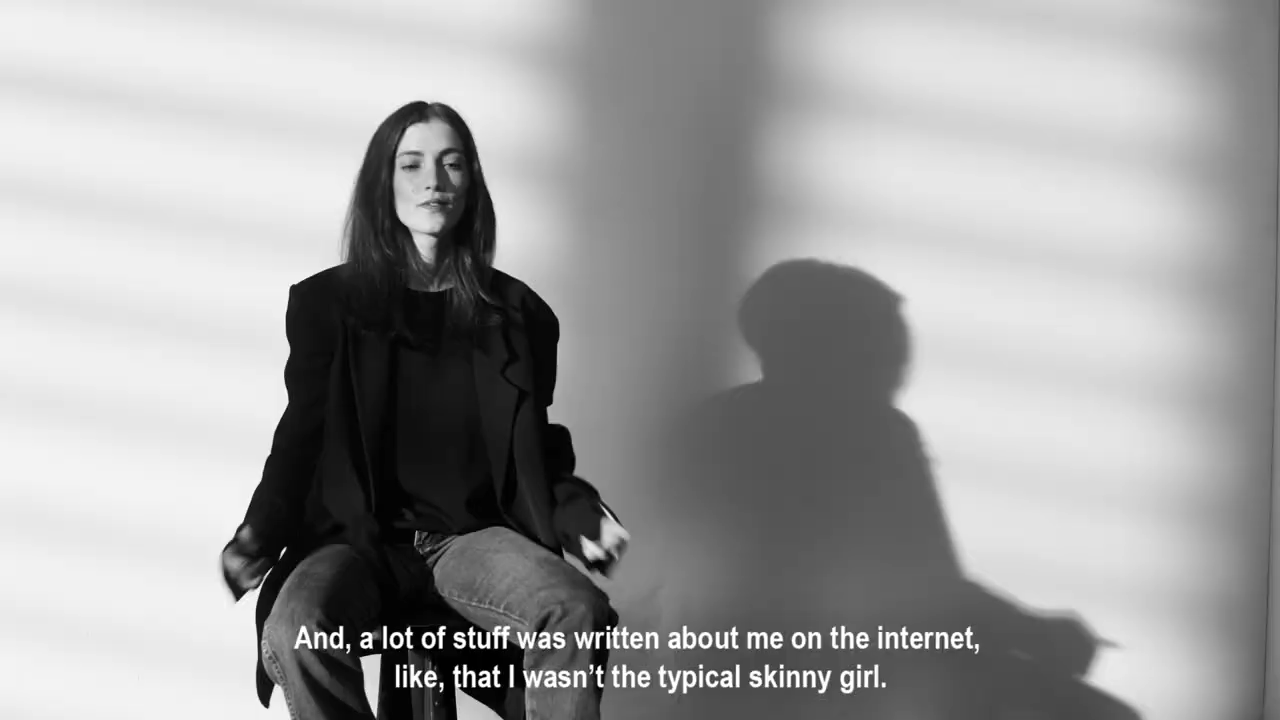 And, a lot of stuff was written about me on the internet,
like, that I wasn’t the typical skinny girl.